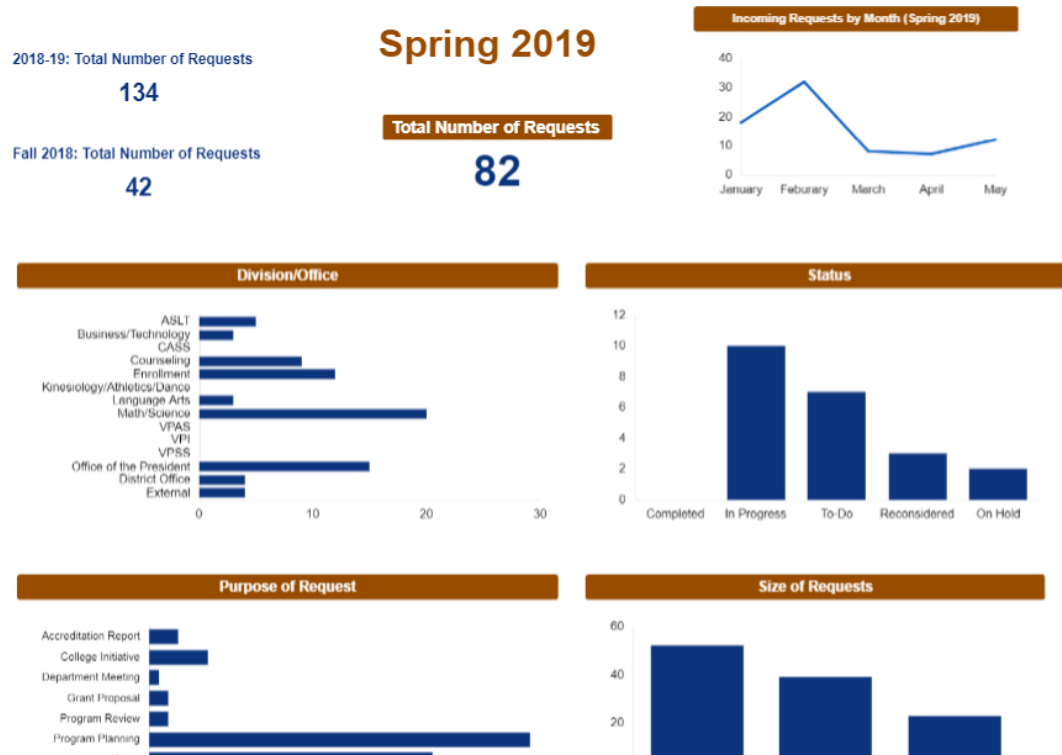 Spring 2019
2018-19: Total Number of Requests
134
Fall 2018: Total Number of Requests
42
Total Number of Requests
82
Incoming Requests by Month (Spring 2019)
40
30
20
10
0
January Feburary March April May
Division/Office
ASLT
Business/Technology
CASS
Counseling
Enrollment
Kinesiology/Athletics/Dance
Language Arts
Math/Science
VPAS
VPI
VPSS
Office of the President
District Office
External
0 10 20 30
Status
12
10
8
6
4
2
0
Completed In Progress To-Do Reconsidered On Hold
Purpose of Request
Accreditation Report
College Initiative
Department Meeting
Grant Proposal
Program Review
Program Planning
Size of Requests
60
40
20